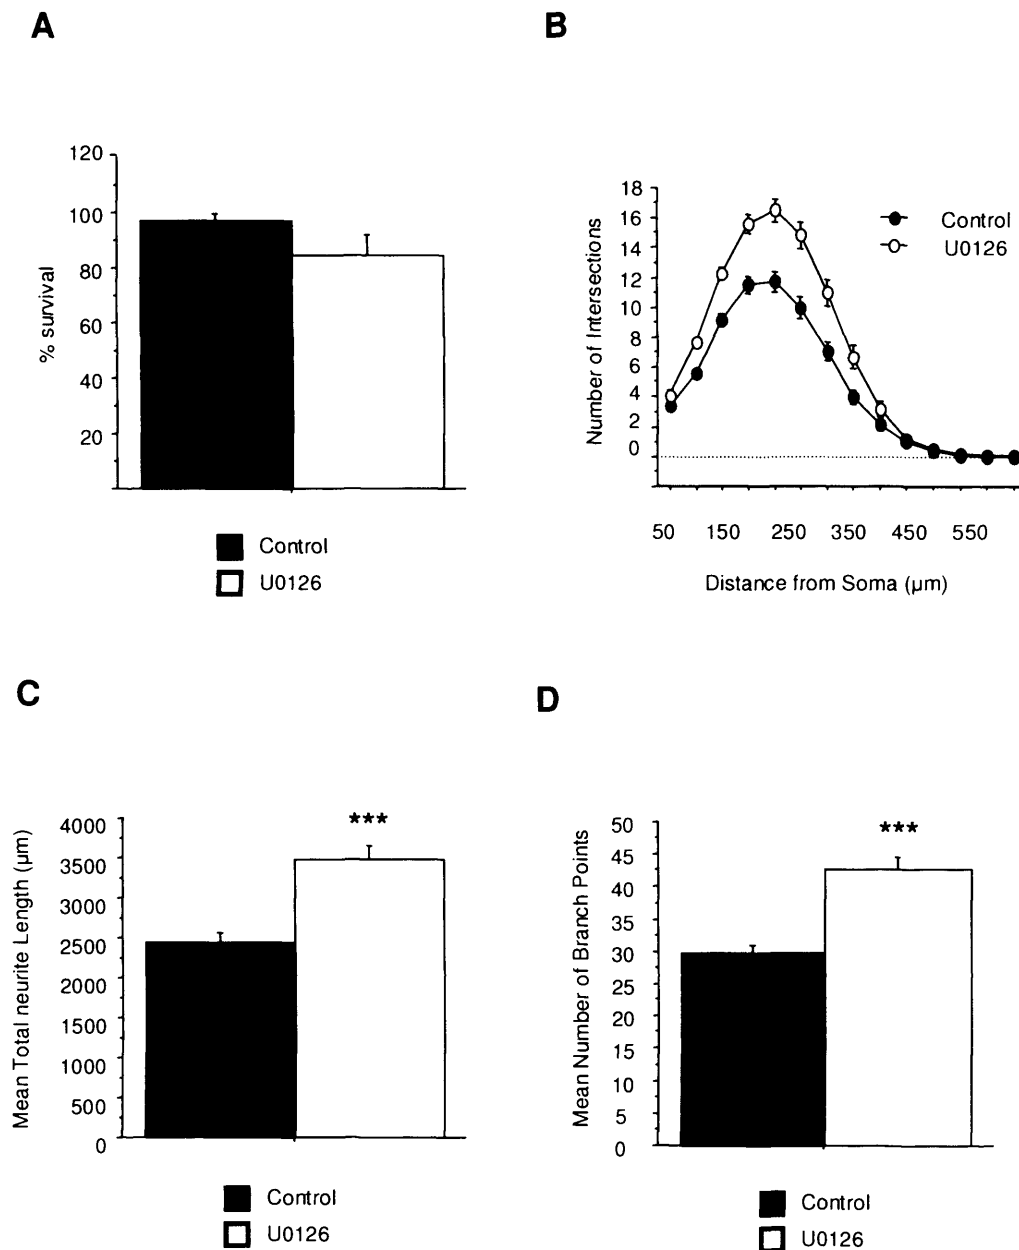 A
% survival
120
100
80
60
40
20
Control
U0126
B
Number of Intersections
18
16
14
12
10
8
6
4
2
0
Control
U0126
50 150 250 350 450 550
Distance from Soma (µm)
C
Mean Total neurite Length (µm)
4000
3500
3000
2500
2000
1500
1000
500
0
***
Control
U0126
D
Mean Number of Branch Points
50
45
40
35
30
25
20
15
10
5
0
***
Control
U0126